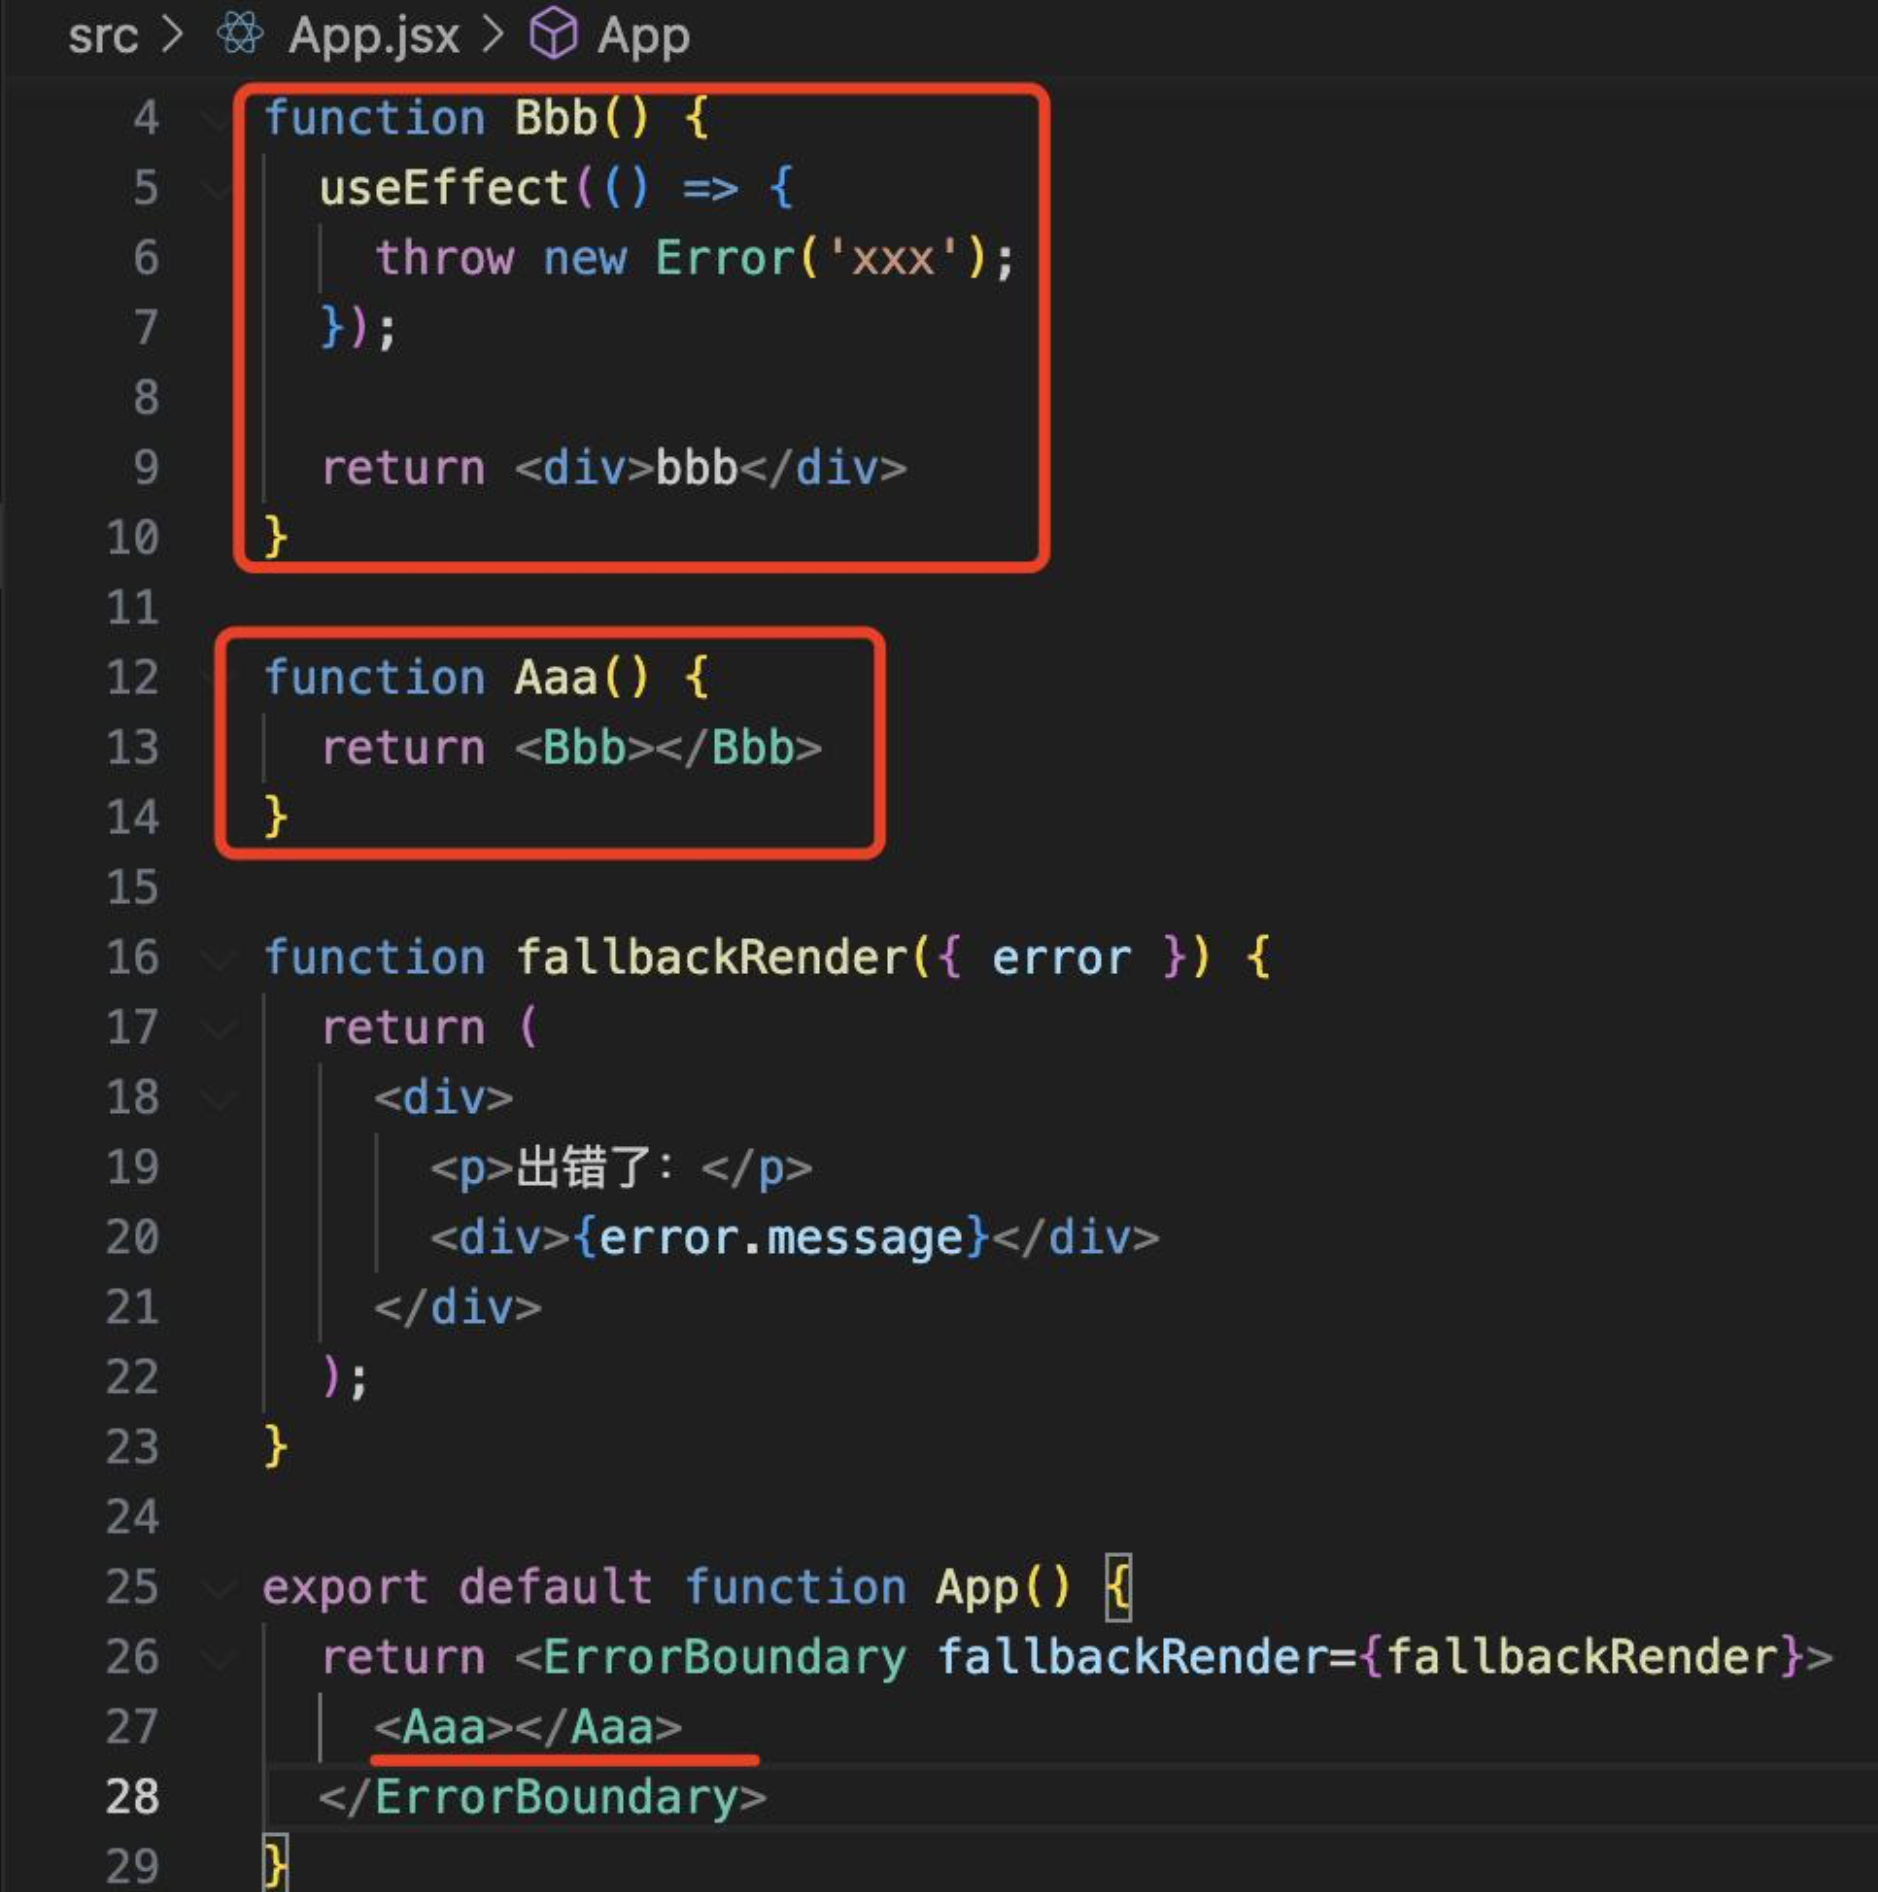 src > App.jsx > App
4 function Bbb() {
5 useEffect(() => {
6 throw new Error('xxx');
7 });
8
9 return <div>bbb</div>
10 }
11
12 function Aaa() {
13 return <Bbb></Bbb>
14 }
15
16 function fallbackRender({ error }) {
17 return (
18 <div>
19 <p>出错了：</p>
20 <div>{error.message}</div>
21 </div>
22 );
23 }
24
25 export default function App() {
26 return <ErrorBoundary fallbackRender={fallbackRender}>
27 <Aaa></Aaa>
28 </ErrorBoundary>
29 }